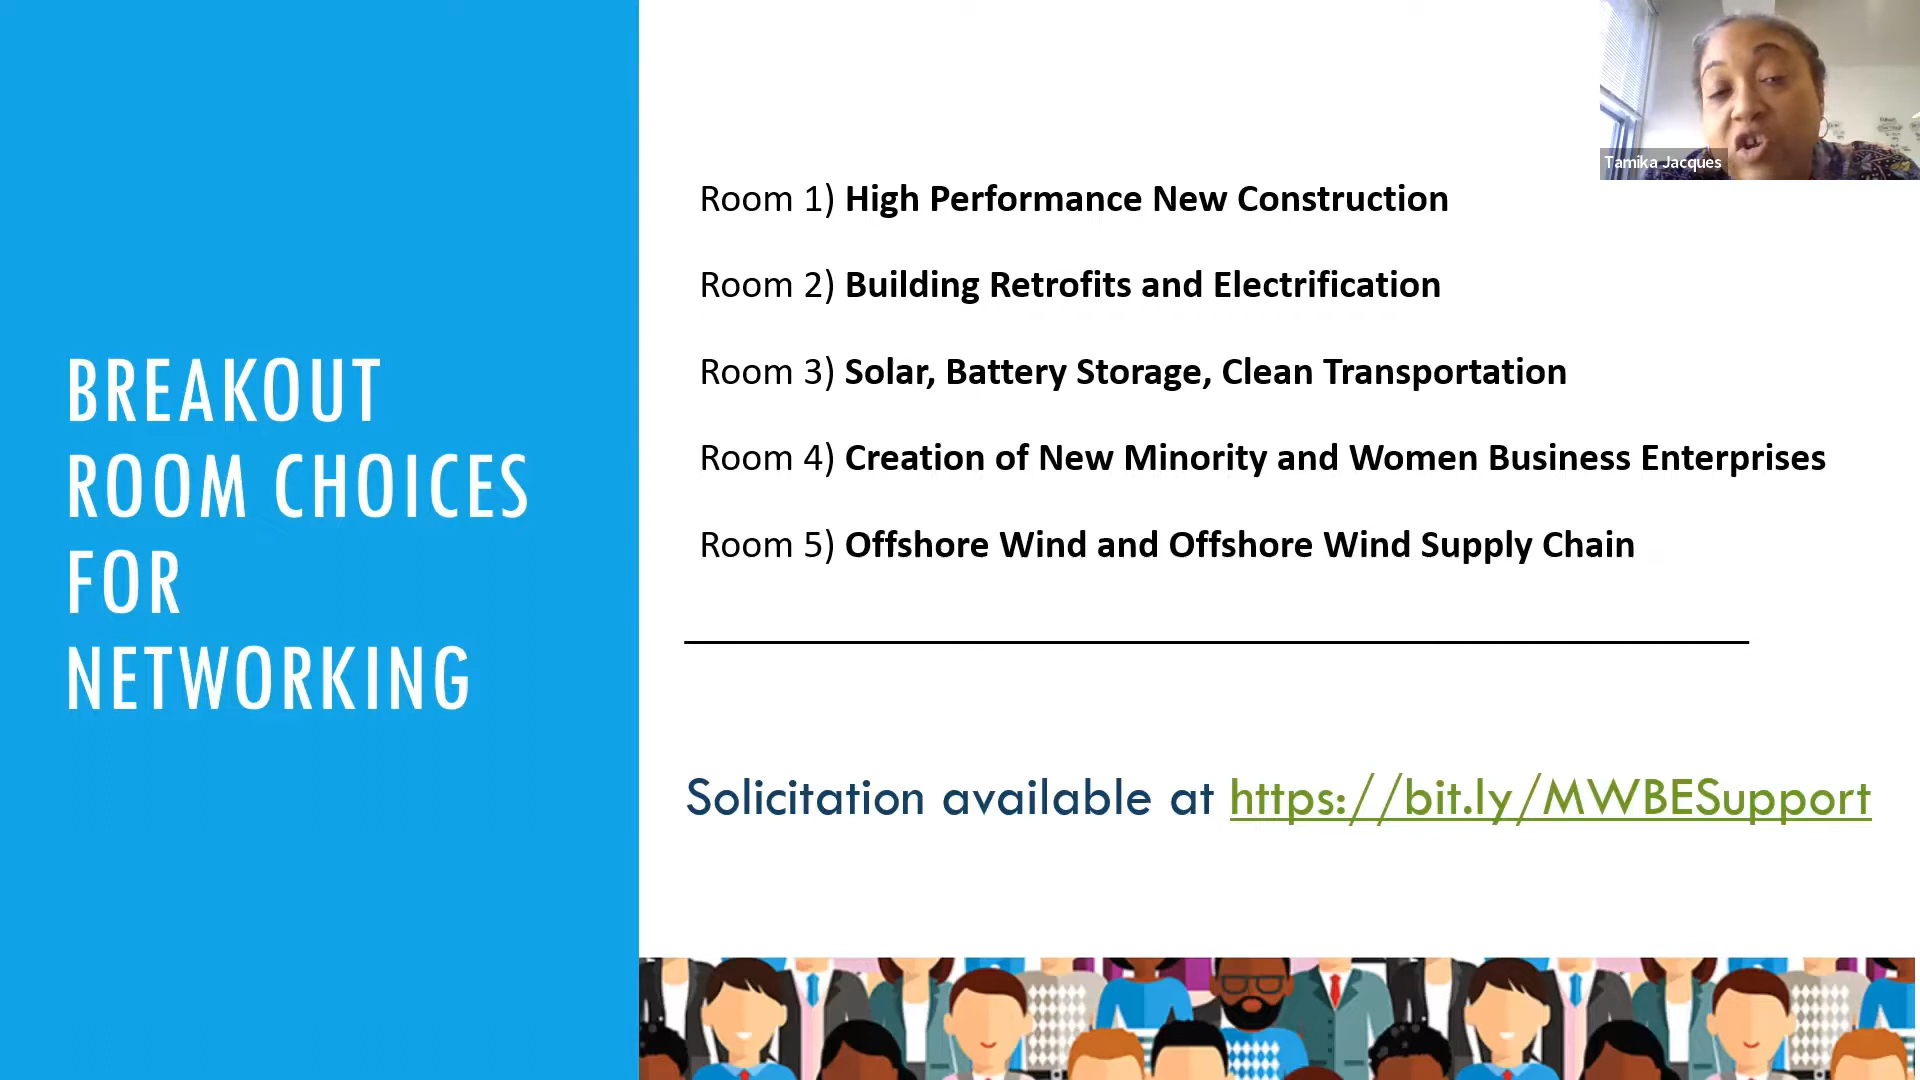 BREAKOUT
ROOM CHOICES
FOR
NETWORKING
Room 1) High Performance New Construction
Room 2) Building Retrofits and Electrification
Room 3) Solar, Battery Storage, Clean Transportation
Room 4) Creation of New Minority and Women Business Enterprises
Room 5) Offshore Wind and Offshore Wind Supply Chain
Solicitation available at https://bit.ly/MWBESupport
Tamika Jacques